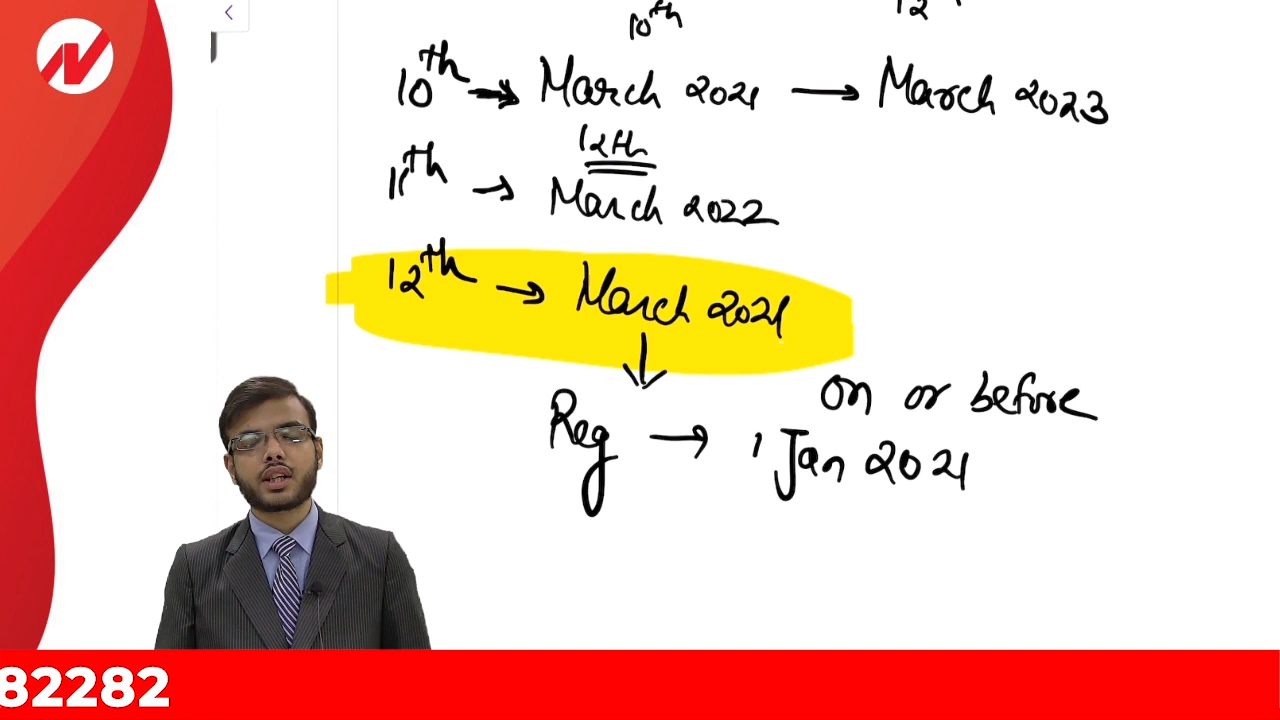 10th 12th
10th → March 2021 → March 2023
12th
11th → March 2022
12th → March 2021
on or before
Reg → 1 Jan 2021
82282